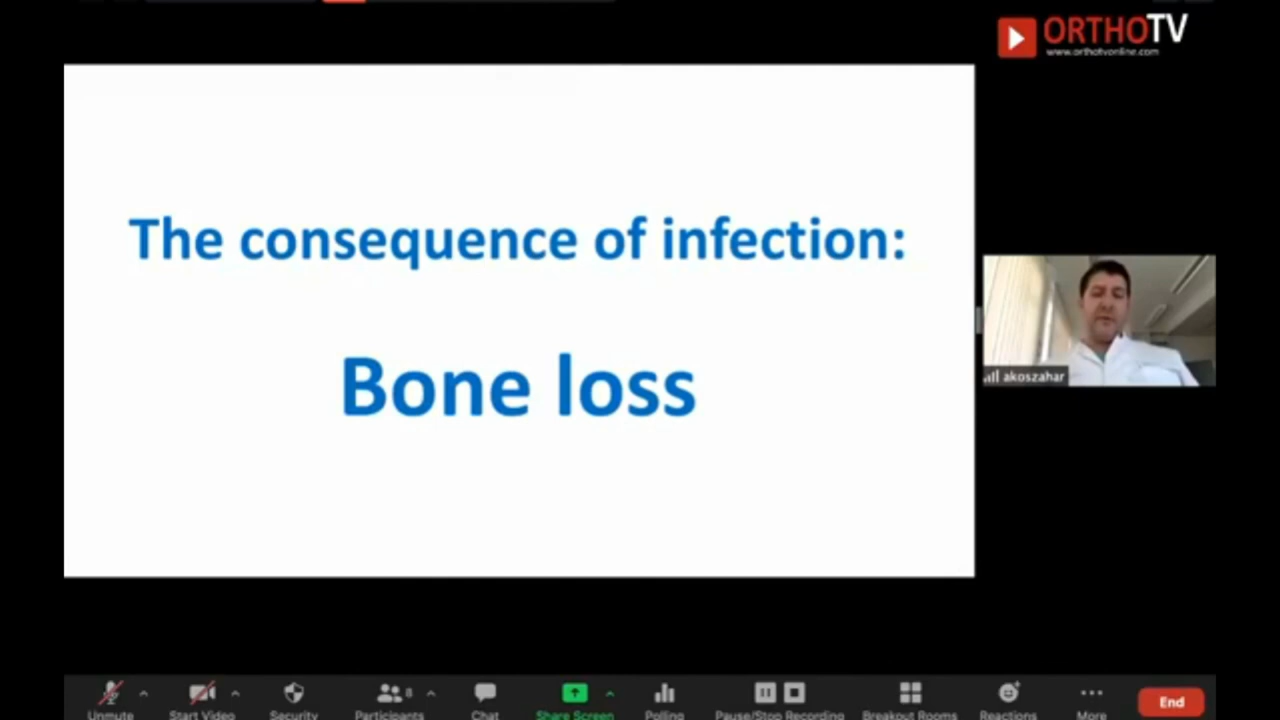 ORTHOTV
www.orthotvonline.com
The consequence of infection:
Bone loss
akoszahar
8
Unmute
Start Video
Security
Participants
Chat
Share Screen
Polling
Pause/Stop Recording
Breakout Rooms
Reactions
More
End